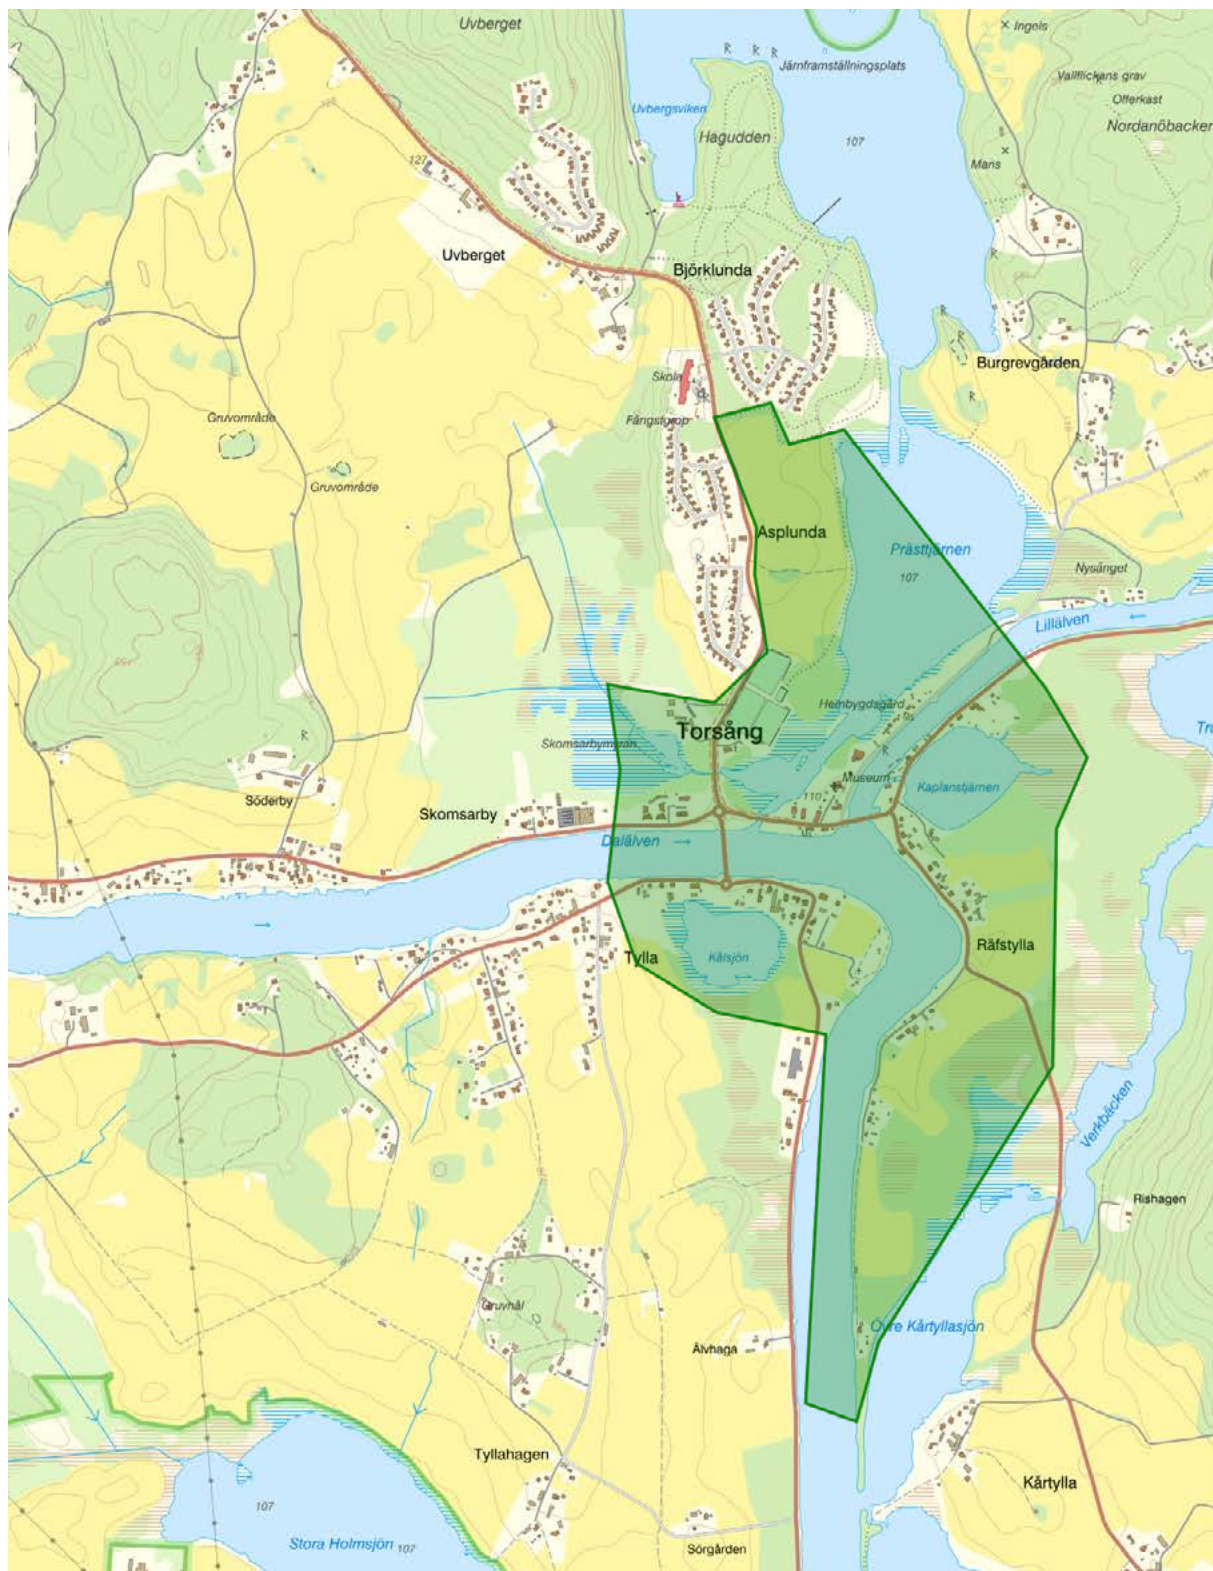 Uvberget
Ingels
Järnframställningsplats
Vallflickans grav
Offerkast
Nordanöbacken
Uvbergsviken
Hagudden
107
Mans
127
Uvberget
Björklunda
Burgrevgården
Skola
R
Fångstgrop
Gruvområde
Gruvområde
Asplunda
Prästtjärnen
107
Nysänget
Lillälven
Hembygdsgård
Torsång
Skomsarbymyran
Museum
Kaplanstjärnen
Söderby
Skomsarby
110
Dalälven
Räfstylla
Tylla
Kålsjön
Verkbäcken
Rishagen
Gruvhål
Övre Kårtyllasjön
Älvhaga
Tyllahagen
Kårtylla
107
Stora Holmsjön
107
Sörgården